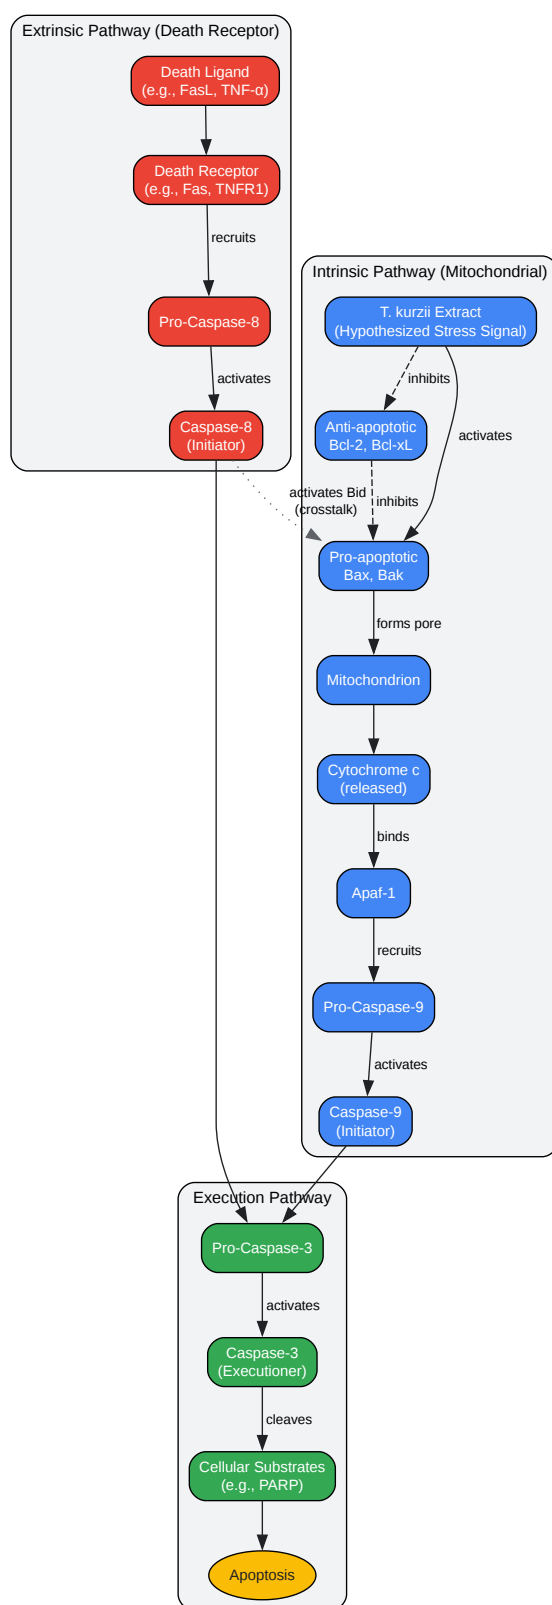 Extrinsic Pathway (Death Receptor)
Death Ligand
(e.g., FasL, TNF-α)
Death Receptor
(e.g., Fas, TNFR1)
recruits
Pro-Caspase-8
activates
Caspase-8
(Initiator)
Intrinsic Pathway (Mitochondrial)
T. kurzii Extract
(Hypothesized Stress Signal)
inhibits
activates
Anti-apoptotic
Bcl-2, Bcl-xL
activates Bid
(crosstalk)
inhibits
Pro-apoptotic
Bax, Bak
forms pore
Mitochondrion
Cytochrome c
(released)
binds
Apaf-1
recruits
Pro-Caspase-9
activates
Caspase-9
(Initiator)
Execution Pathway
Pro-Caspase-3
activates
Caspase-3
(Executioner)
cleaves
Cellular Substrates
(e.g., PARP)
Apoptosis